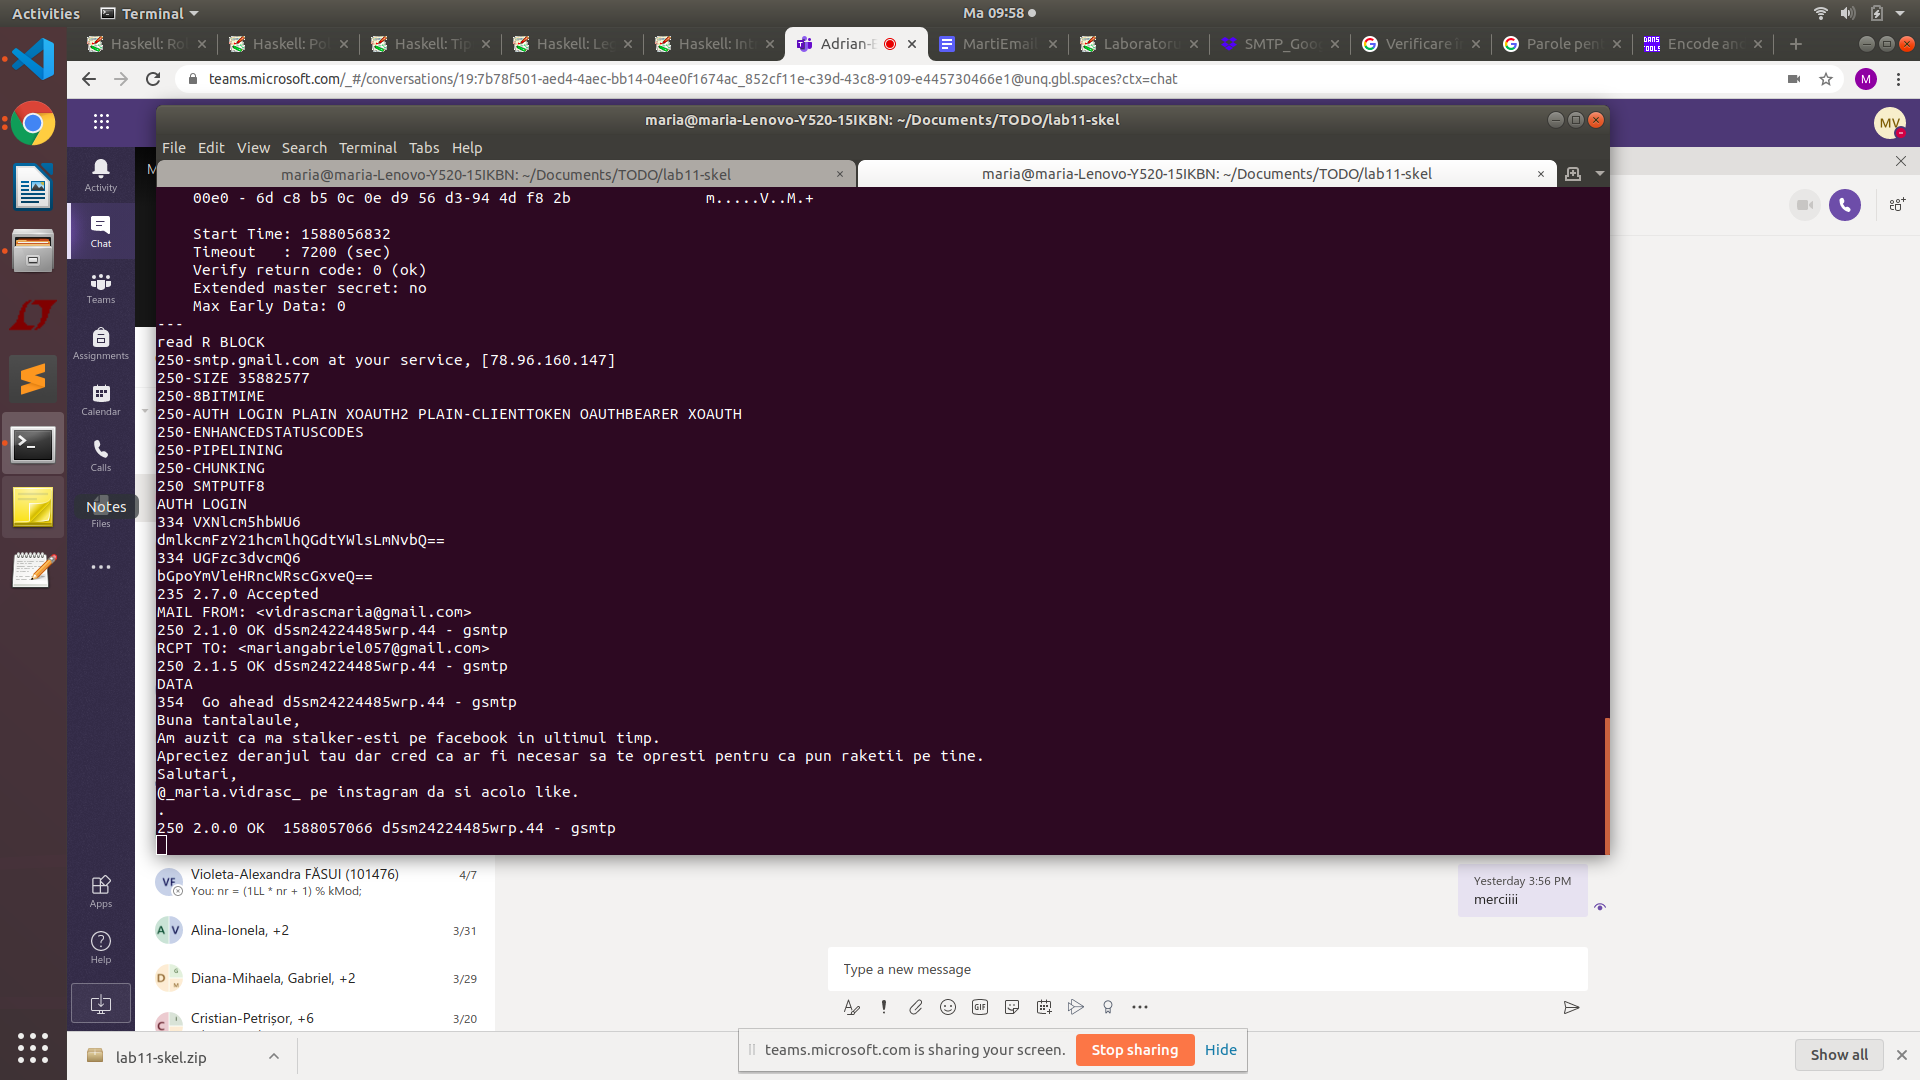 Activities
Terminal
Ma 09:58
Haskell: Rol
Haskell: Pol
Haskell: Tip
Haskell: Leg
Haskell: Int
Adrian-E
MartiEmail
Laboratoru
SMTP_Goog
Verificare în
Parole pent
Encode and
teams.microsoft.com/_#/conversations/19:7b78f501-aed4-4aec-bb14-04ee0f1674ac_852cf11e-c39d-43c8-9109-e445730466e1@unq.gbl.spaces?ctx=chat
M
MV
maria@maria-Lenovo-Y520-15IKBN: ~/Documents/TODO/lab11-skel
File Edit View Search Terminal Tabs Help
maria@maria-Lenovo-Y520-15IKBN: ~/Documents/TODO/lab11-skel
maria@maria-Lenovo-Y520-15IKBN: ~/Documents/TODO/lab11-skel
Activity
Chat
Teams
Assignments
Calendar
Calls
Notes
Files
Apps
Help
M
00e0 - 6d c8 b5 0c 0e d9 56 d3-94 4d f8 2b m.....V..M.+
Start Time: 1588056832
Timeout : 7200 (sec)
Verify return code: 0 (ok)
Extended master secret: no
Max Early Data: 0
---
read R BLOCK
250-smtp.gmail.com at your service, [78.96.160.147]
250-SIZE 35882577
250-8BITMIME
250-AUTH LOGIN PLAIN XOAUTH2 PLAIN-CLIENTTOKEN OAUTHBEARER XOAUTH
250-ENHANCEDSTATUSCODES
250-PIPELINING
250-CHUNKING
250 SMTPUTF8
AUTH LOGIN
334 VXNlcm5hbWU6
dmlkcmFzY21hcmlhQGdtYWlsLmNvbQ==
334 UGFzc3dvcmQ6
bGpoYmVleHRncWRscGxveQ==
235 2.7.0 Accepted
MAIL FROM: <vidrascmaria@gmail.com>
250 2.1.0 OK d5sm24224485wrp.44 - gsmtp
RCPT TO: <mariangabriel057@gmail.com>
250 2.1.5 OK d5sm24224485wrp.44 - gsmtp
DATA
354  Go ahead d5sm24224485wrp.44 - gsmtp
Buna tantalaule,
Am auzit ca ma stalker-esti pe facebook in ultimul timp.
Apreciez deranjul tau dar cred ca ar fi necesar sa te opresti pentru ca pun raketii pe tine.
Salutari,
@_maria.vidrasc_ pe instagram da si acolo like.
.
250 2.0.0 OK  1588057066 d5sm24224485wrp.44 - gsmtp
VF
Violeta-Alexandra FĂSUI (101476) 4/7
You: nr = (1LL * nr + 1) % kMod;
A V
Alina-Ionela, +2 3/31
D G M
Diana-Mihaela, Gabriel, +2 3/29
C
Cristian-Petrișor, +6 3/20
Yesterday 3:56 PM
merciiii
Type a new message
GIF
lab11-skel.zip
teams.microsoft.com is sharing your screen.
Stop sharing
Hide
Show all